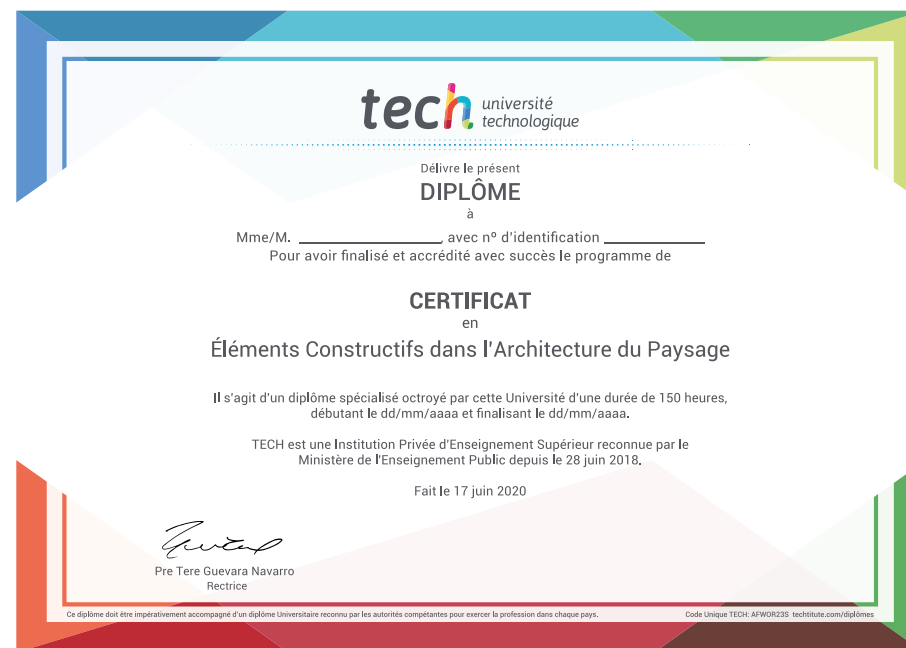 tech université
technologique
Délivre le présent
DIPLÔME
à
Mme/M. ____________________, avec nº d'identification ______________
Pour avoir finalisé et accrédité avec succès le programme de
CERTIFICAT
en
Éléments Constructifs dans l'Architecture du Paysage
Il s'agit d'un diplôme spécialisé octroyé par cette Université d'une durée de 150 heures,
débutant le dd/mm/aaaa et finalisant le dd/mm/aaaa.
TECH est une Institution Privée d'Enseignement Supérieur reconnue par le
Ministère de l'Enseignement Public depuis le 28 juin 2018.
Fait le 17 juin 2020
Pre Tere Guevara Navarro
Rectrice
Ce diplôme doit être impérativement accompagné d'un diplôme Universitaire reconnu par les autorités compétentes pour exercer la profession dans chaque pays.
Code Unique TECH: AFWOR23S techtitute.com/diplômes